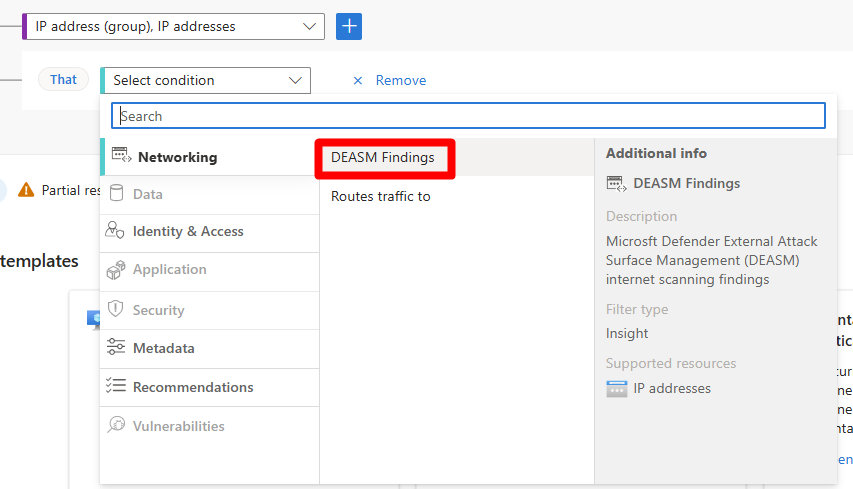 IP address (group), IP addresses
That
Select condition
Remove
Search
Networking
DEASM Findings
Additional info
Data
Routes traffic to
DEASM Findings
Partial res
Identity & Access
Description
Microsft Defender External Attack
Surface Management (DEASM)
internet scanning findings
templates
Application
Security
Filter type
Insight
Metadata
Supported resources
IP addresses
Recommendations
Vulnerabilities